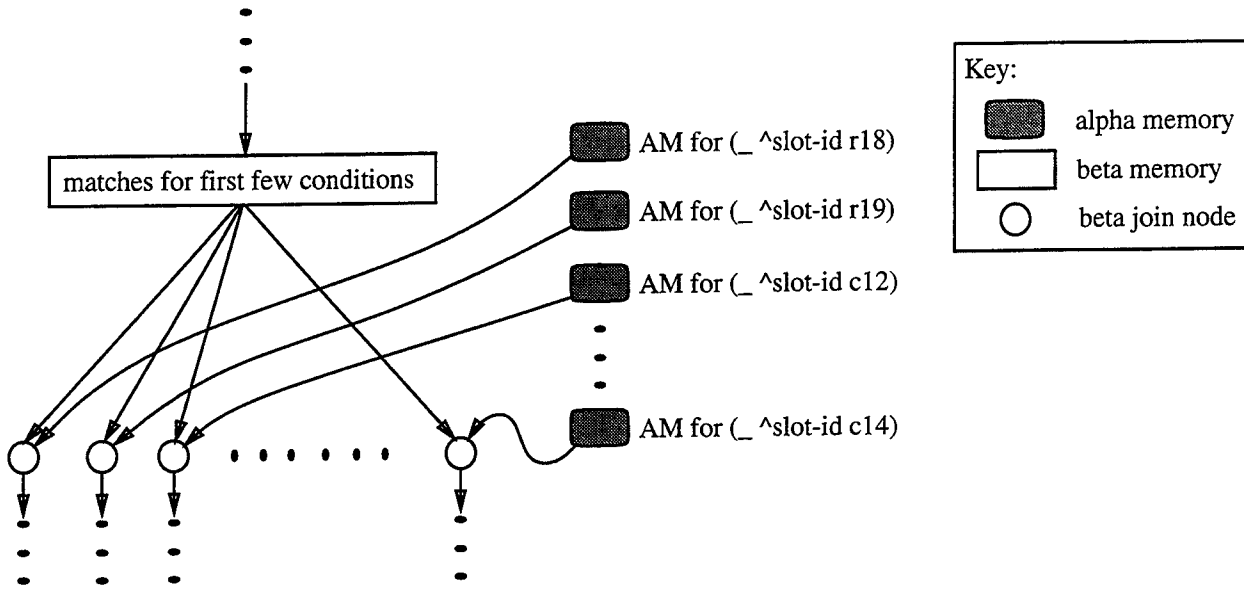 Key:
alpha memory
beta memory
beta join node
matches for first few conditions
AM for (_ ^slot-id r18)
AM for (_ ^slot-id r19)
AM for (_ ^slot-id c12)
AM for (_ ^slot-id c14)